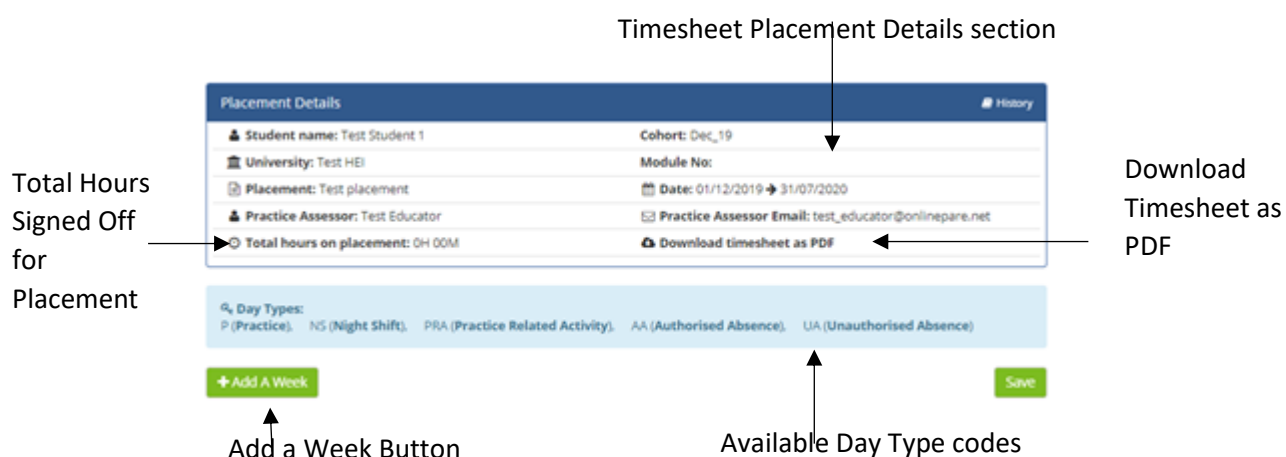 Timesheet Placement Details section
Placement Details
History
Student name: Test Student 1
Cohort: Dec_19
University: Test HEI
Module No:
Placement: Test placement
Date: 01/12/2019 → 31/07/2020
Practice Assessor: Test Educator
Practice Assessor Email: test_educator@onlinepare.net
Total hours on placement: 0H 00M
Download timesheet as PDF
Total Hours
Signed Off
for
Placement
Download
Timesheet as
PDF
Day Types:
P (Practice), NS (Night Shift), PRA (Practice Related Activity), AA (Authorised Absence), UA (Unauthorised Absence)
+ Add A Week
Save
Add a Week Button
Available Day Type codes